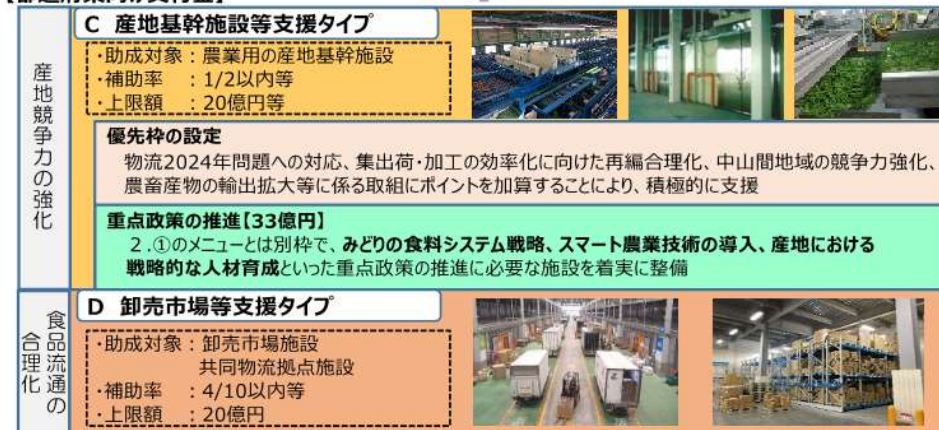 【都道府県向け交付金】
産地競争力の強化
C 産地基幹施設等支援タイプ
・助成対象：農業用の産地基幹施設
・補助率　：1/2以内等
・上限額　：20億円等
優先枠の設定
物流2024年問題への対応、集出荷・加工の効率化に向けた再編合理化、中山間地域の競争力強化、
農畜産物の輸出拡大等に係る取組にポイントを加算することにより、積極的に支援
重点政策の推進【33億円】
２.①のメニューとは別枠で、みどりの食料システム戦略、スマート農業技術の導入、産地における
戦略的な人材育成といった重点政策の推進に必要な施設を着実に整備
食品流通の
合理化
D 卸売市場等支援タイプ
・助成対象：卸売市場施設
共同物流拠点施設
・補助率　：4/10以内等
・上限額　：20億円